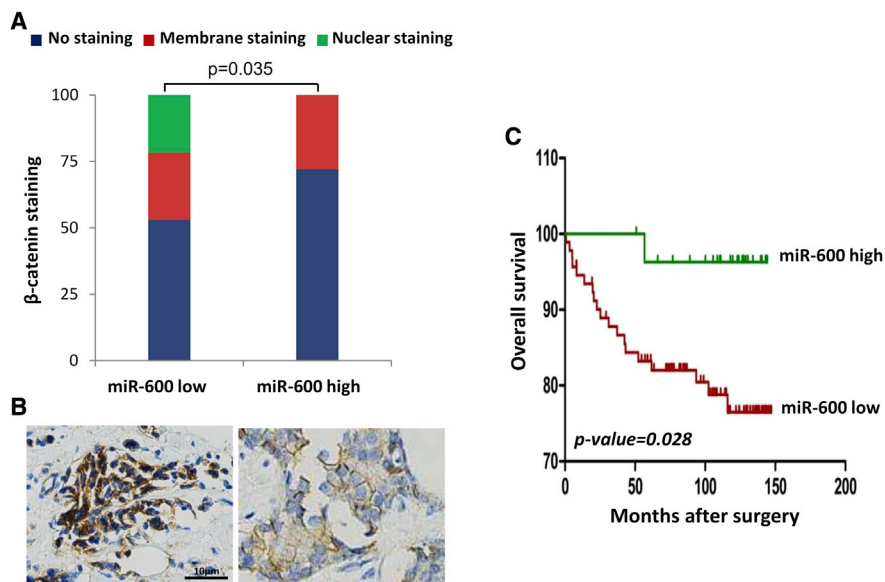 A
No staining Membrane staining Nuclear staining
p=0.035
100
75
50
25
0
β-catenin staining
miR-600 low miR-600 high
B
10µm
C
110
100
90
80
70
Overall survival
miR-600 high
miR-600 low
p-value=0.028
0 50 100 150 200
Months after surgery